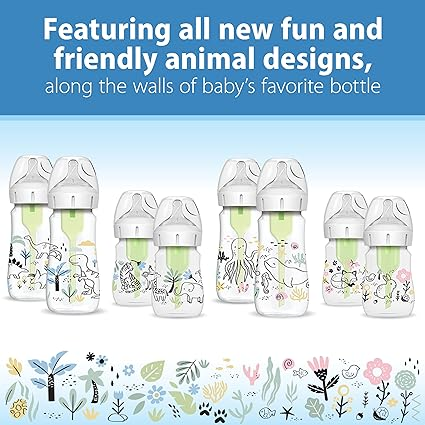 Featuring all new fun and
friendly animal designs,
along the walls of baby's favorite bottle